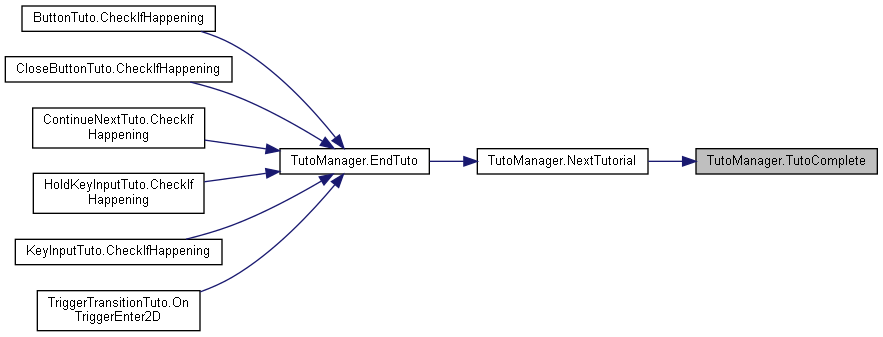 ButtonTuto.CheckIfHappening
CloseButtonTuto.CheckIfHappening
ContinueNextTuto.CheckIf
Happening
HoldKeyInputTuto.CheckIf
Happening
KeyInputTuto.CheckIfHappening
TriggerTransitionTuto.On
TriggerEnter2D
TutoManager.EndTuto
TutoManager.NextTutorial
TutoManager.TutoComplete